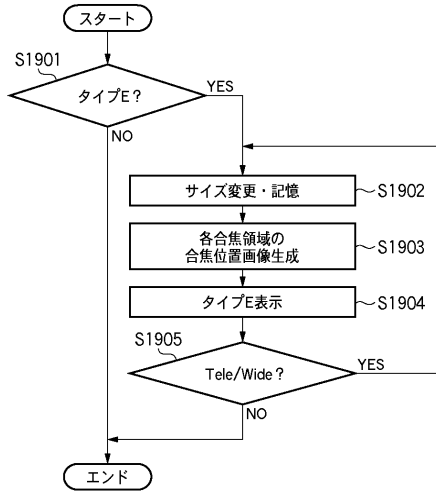 スタート
S1901
タイプE?
YES
NO
サイズ変更・記憶
S1902
各合焦領域の
合焦位置画像生成
S1903
タイプE表示
S1904
S1905
Tele/Wide?
YES
NO
エンド